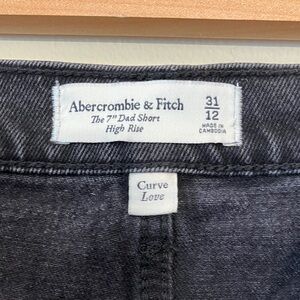 Abercrombie & Fitch
The 7" Dad Short
High Rise
31
12
MADE IN
CAMBODIA
Curve
Love